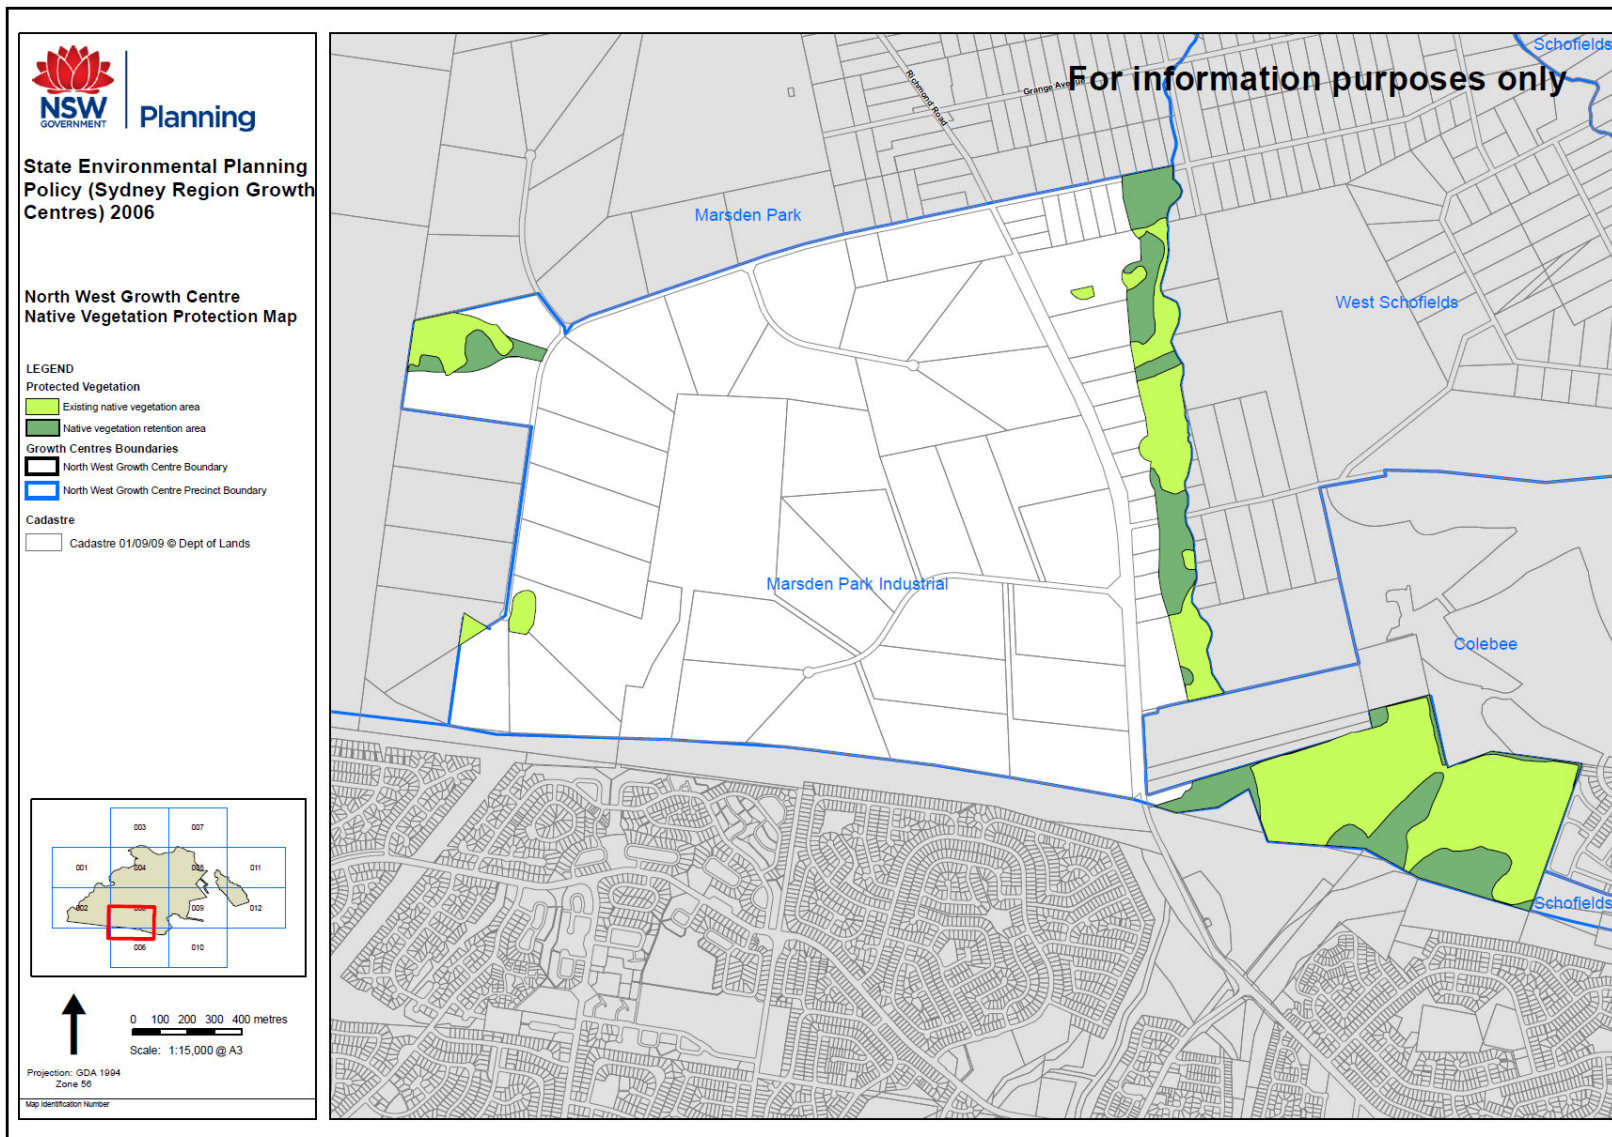 NSW
GOVERNMENT
Planning
State Environmental Planning
Policy (Sydney Region Growth
Centres) 2006
North West Growth Centre
Native Vegetation Protection Map
LEGEND
Protected Vegetation
Existing native vegetation area
Native vegetation retention area
Growth Centres Boundaries
North West Growth Centre Boundary
North West Growth Centre Precinct Boundary
Cadastre
Cadastre 01/09/09 © Dept of Lands
003
007
001
004
011
002
009
012
006
010
0 100 200 300 400 metres
Scale: 1:15,000 @ A3
Projection: GDA 1994
Zone 56
Map Identification Number
Schofields
For information purposes only
Richmond Road
Grange Avenue
Marsden Park
West Schofields
Marsden Park Industrial
Colebee
Schofields